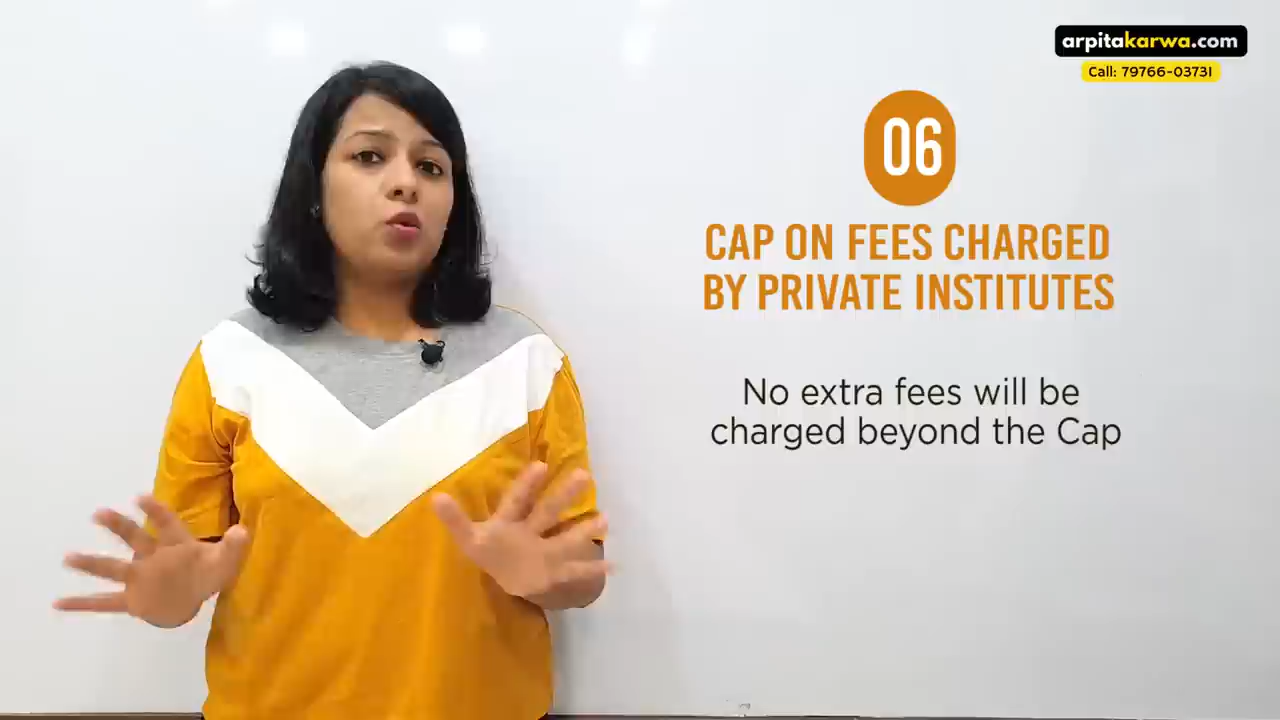 arpitakarwa.com
Call: 79766-03731
06
CAP ON FEES CHARGED
BY PRIVATE INSTITUTES
No extra fees will be
charged beyond the Cap